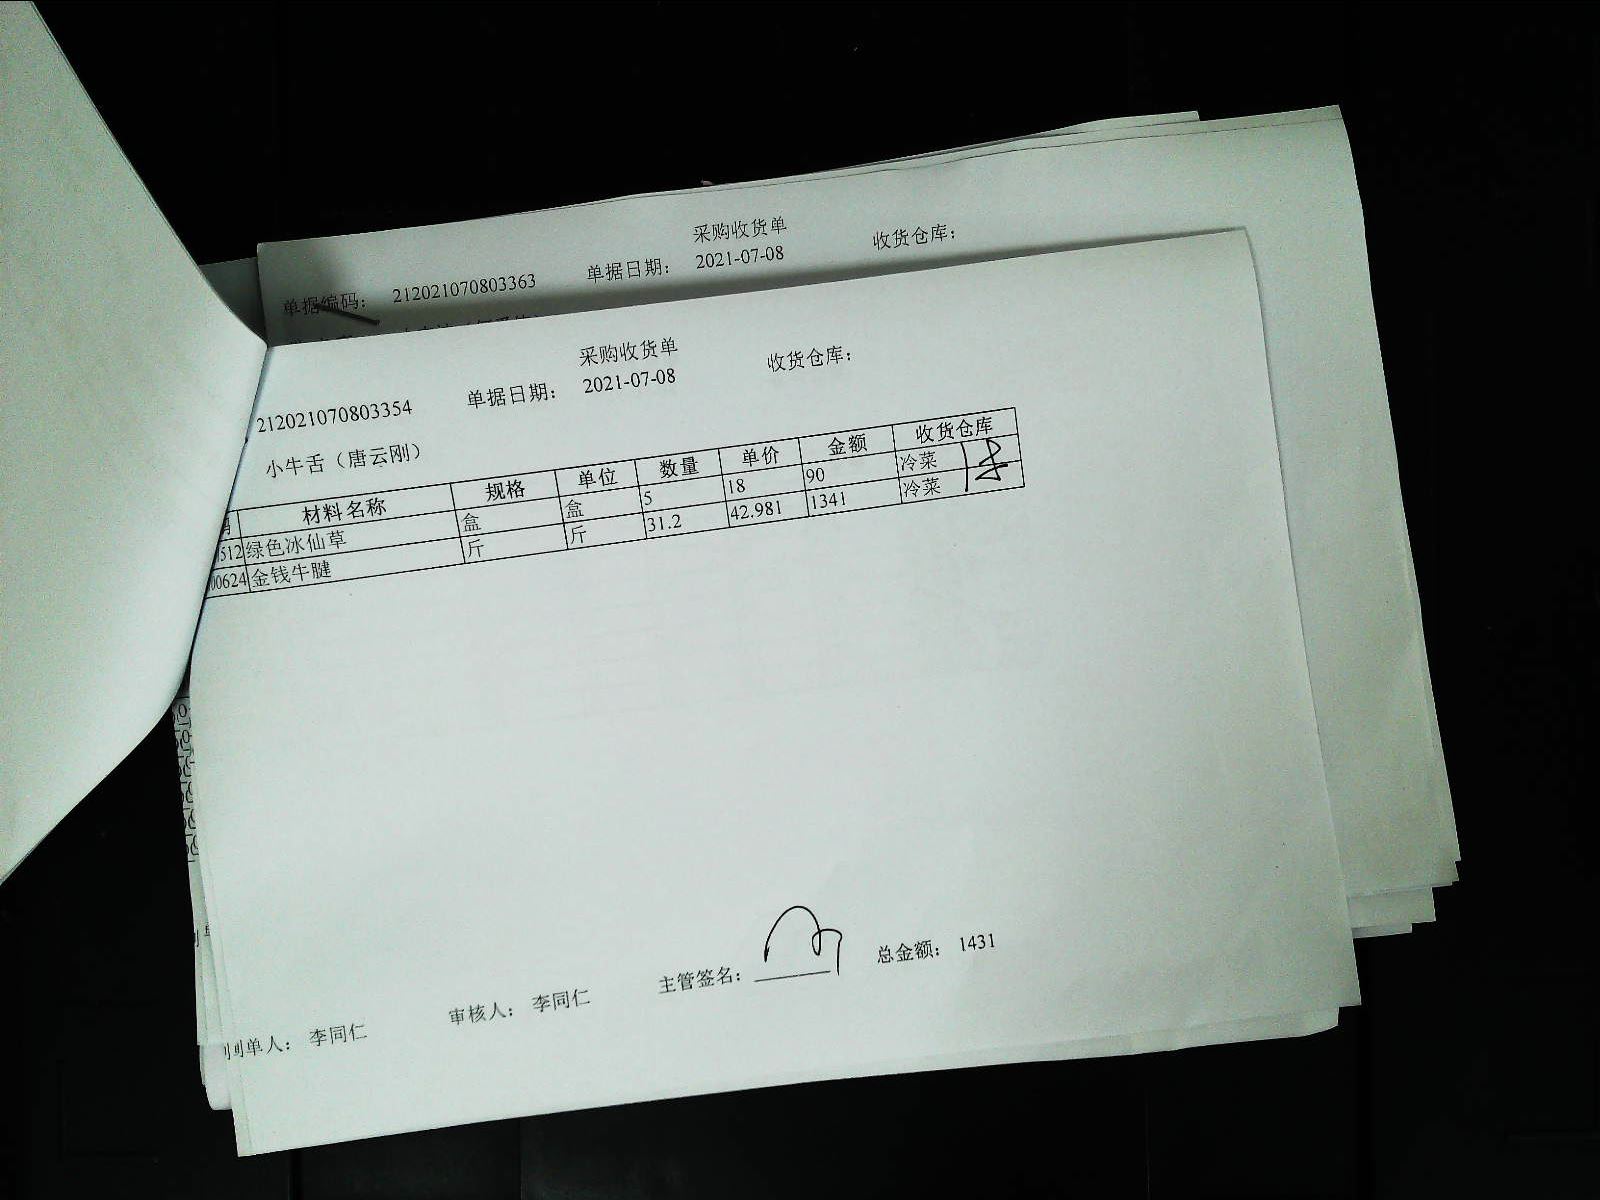 采购收货单
单据编码： 212021070803363 单据日期： 2021-07-08 收货仓库：
采购收货单
212021070803354 单据日期： 2021-07-08 收货仓库：
小牛舌（唐云刚）
材料名称 规格 单位 数量 单价 金额 收货仓库
512 绿色冰仙草 盒 盒 5 18 90 冷菜
00624 金钱牛腱 斤 斤 31.2 42.981 1341 冷菜
制单人： 李同仁 审核人： 李同仁 主管签名： 总金额： 1431